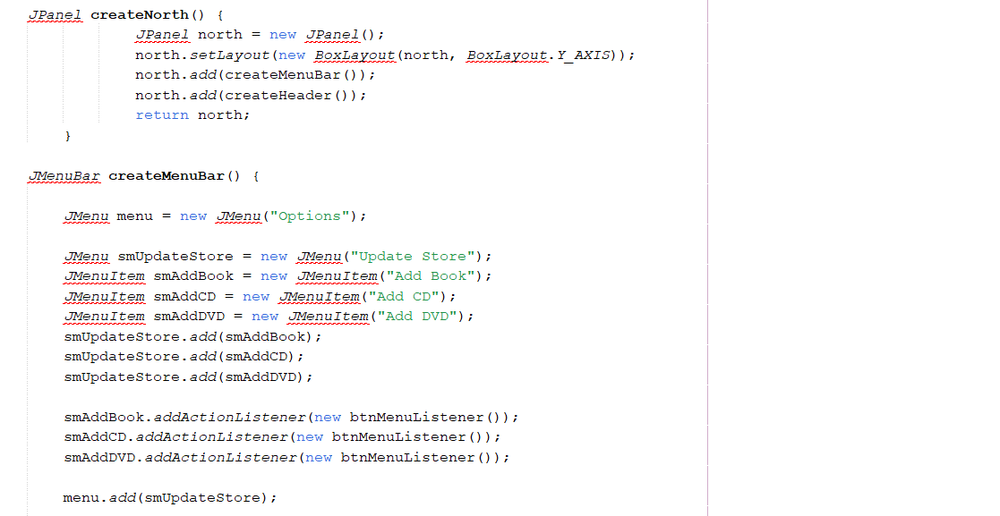 JPanel createNorth() {
JPanel north = new JPanel();
north.setLayout(new BoxLayout(north, BoxLayout.Y_AXIS));
north.add(createMenuBar());
north.add(createHeader());
return north;
}
JMenuBar createMenuBar() {
JMenu menu = new JMenu("Options");
JMenu smUpdateStore = new JMenu("Update Store");
JMenuItem smAddBook = new JMenuItem("Add Book");
JMenuItem smAddCD = new JMenuItem("Add CD");
JMenuItem smAddDVD = new JMenuItem("Add DVD");
smUpdateStore.add(smAddBook);
smUpdateStore.add(smAddCD);
smUpdateStore.add(smAddDVD);
smAddBook.addActionListener(new btnMenuListener());
smAddCD.addActionListener(new btnMenuListener());
smAddDVD.addActionListener(new btnMenuListener());
menu.add(smUpdateStore);